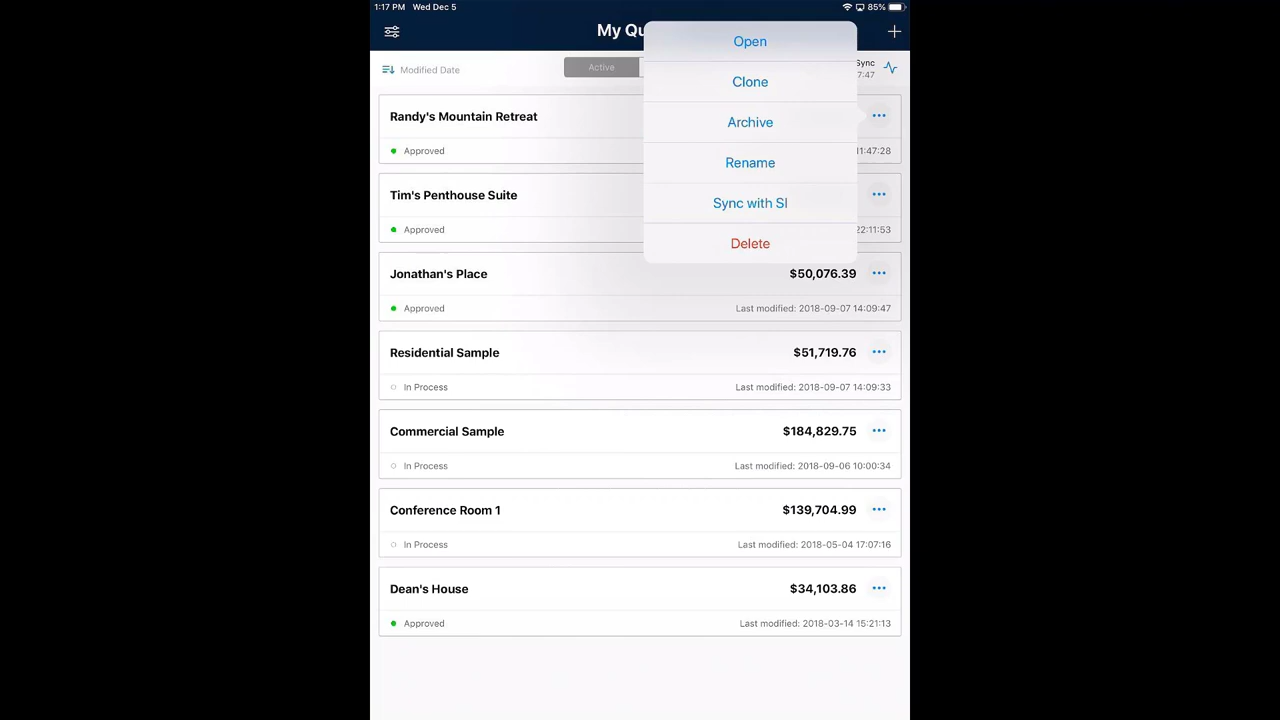 1:17 PM Wed Dec 5 85%
My Qu
Modified Date Active Sync
7:47
Open
Clone
Archive
Rename
Sync with SI
Delete
Randy's Mountain Retreat
Approved 11:47:28
Tim's Penthouse Suite
Approved 22:11:53
Jonathan's Place $50,076.39
Approved Last modified: 2018-09-07 14:09:47
Residential Sample $51,719.76
In Process Last modified: 2018-09-07 14:09:33
Commercial Sample $184,829.75
In Process Last modified: 2018-09-06 10:00:34
Conference Room 1 $139,704.99
In Process Last modified: 2018-05-04 17:07:16
Dean's House $34,103.86
Approved Last modified: 2018-03-14 15:21:13